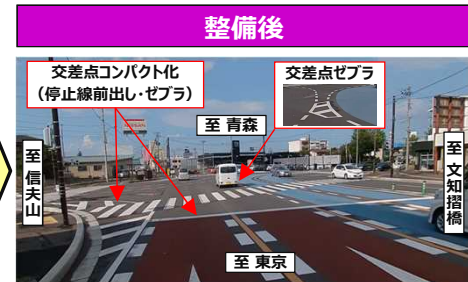 整備後
交差点コンパクト化
(停止線前出し・ゼブラ)
交差点ゼブラ
至 青森
至 信夫山
至 文知摺橋
至 東京